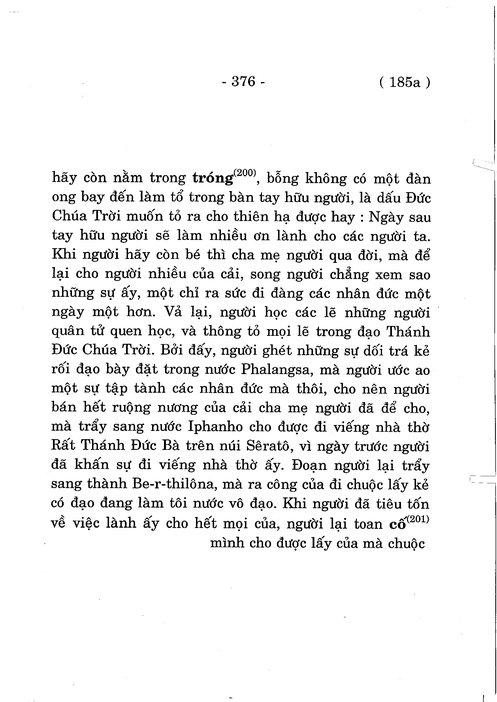 - 376 - ( 185a )
hãy còn nằm trong tróng(200), bỗng không có một đàn
ong bay đến làm tổ trong bàn tay hữu người, là dấu Đức
Chúa Trời muốn tỏ ra cho thiên hạ được hay : Ngày sau
tay hữu người sẽ làm nhiều ơn lành cho các người ta.
Khi người hãy còn bé thì cha mẹ người qua đời, mà để
lại cho người nhiều của cải, song người chẳng xem sao
những sự ấy, một chỉ ra sức đi đàng các nhân đức một
ngày một hơn. Vả lại, người học các lẽ những người
quân tử quen học, và thông tỏ mọi lẽ trong đạo Thánh
Đức Chúa Trời. Bởi đấy, người ghét những sự dối trá kẻ
rối đạo bày đặt trong nước Phalangsa, mà người ước ao
một sự tập tành các nhân đức mà thôi, cho nên người
bán hết ruộng nương của cải cha mẹ người đã để cho,
mà trẩy sang nước Iphanho cho được đi viếng nhà thờ
Rất Thánh Đức Bà trên núi Sêratô, vì ngày trước người
đã khấn sự đi viếng nhà thờ ấy. Đoạn người lại trẩy
sang thành Be-r-thilôna, mà ra công của đi chuộc lấy kẻ
có đạo đang làm tôi nước vô đạo. Khi người đã tiêu tốn
về việc lành ấy cho hết mọi của, người lại toan cố(201)
mình cho được lấy của mà chuộc